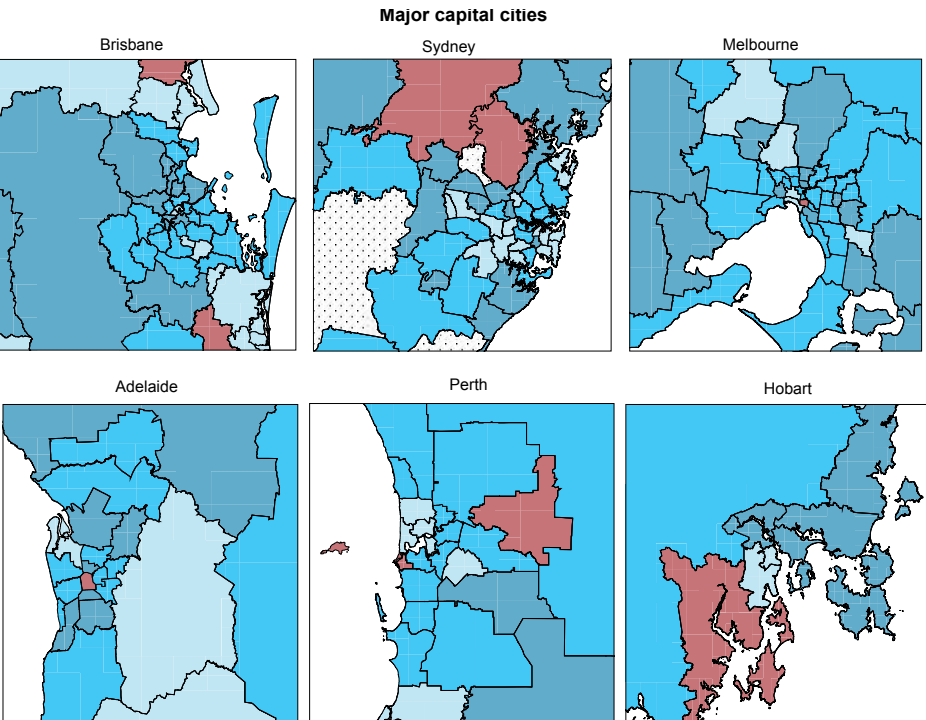 Major capital cities
Brisbane
Sydney
Melbourne
Adelaide
Perth
Hobart